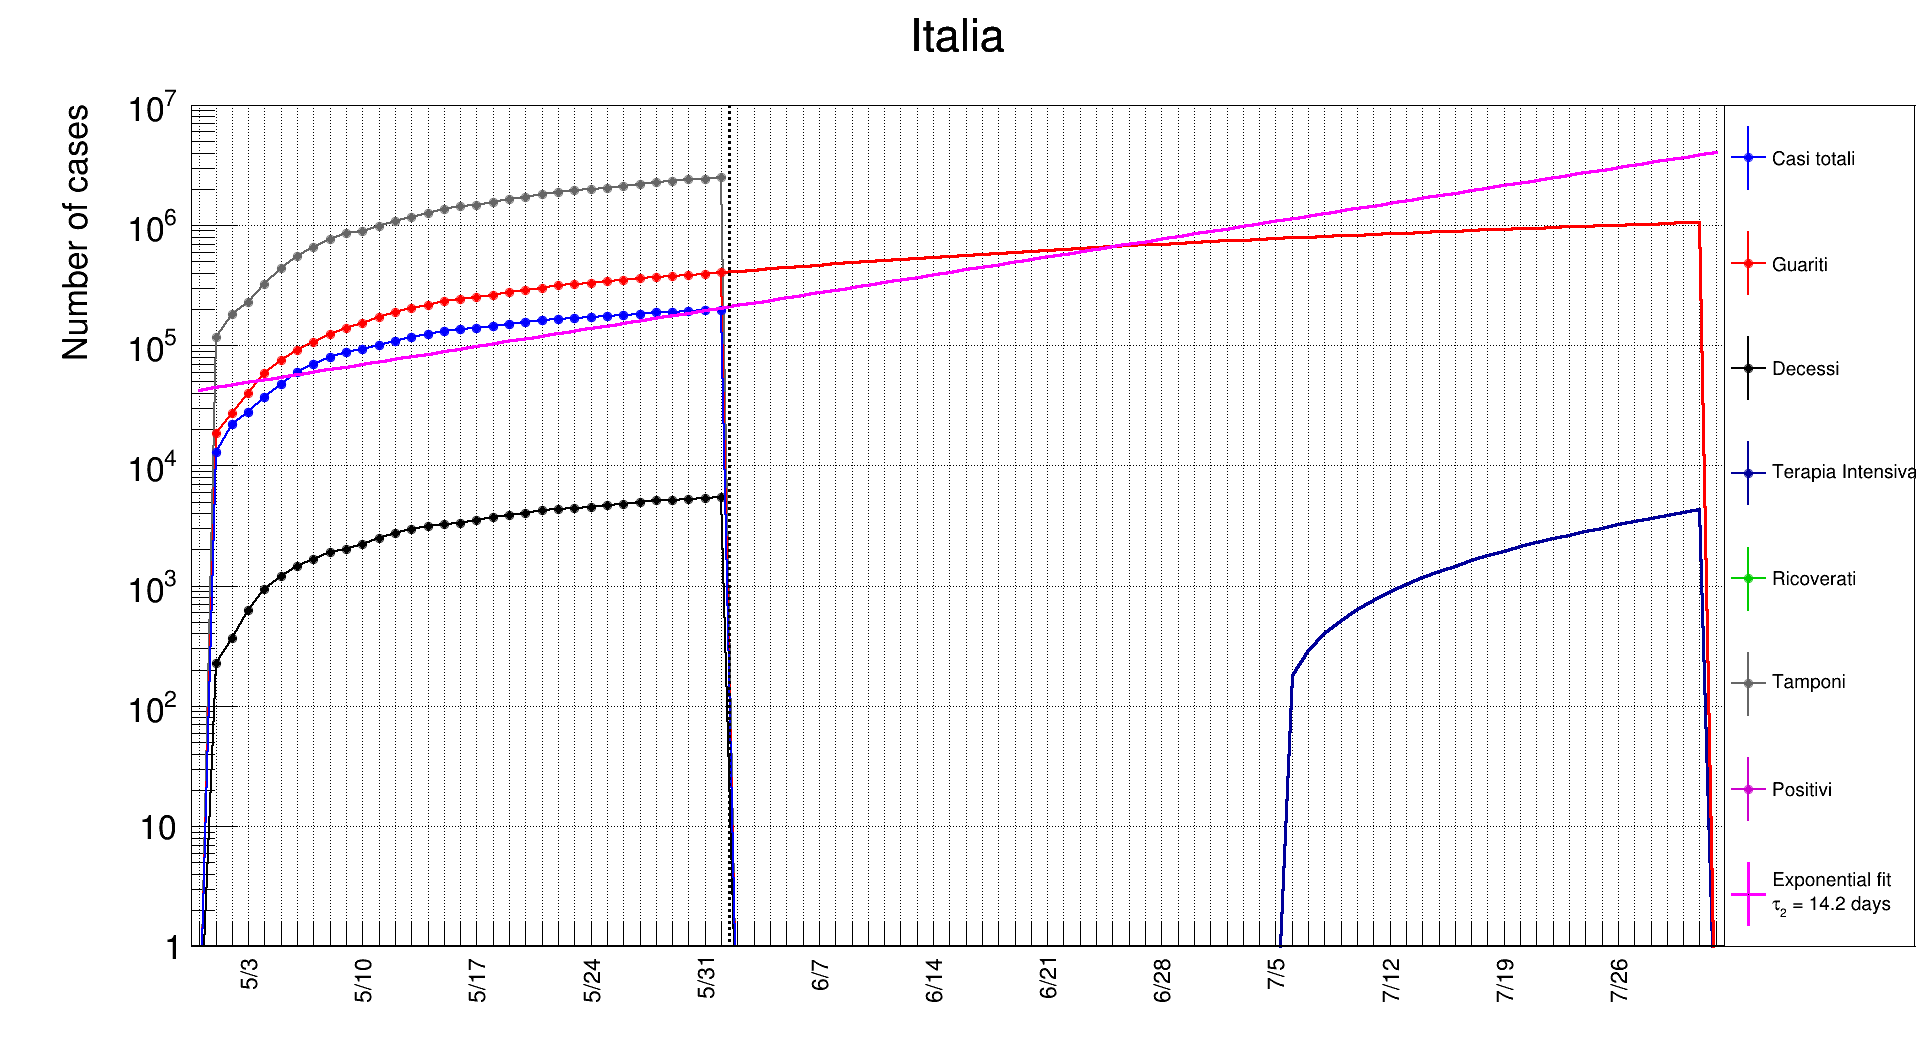 Italia
Number of cases
10^7
10^6
10^5
10^4
10^3
10^2
10
1
5/3
5/10
5/17
5/24
5/31
6/7
6/14
6/21
6/28
7/5
7/12
7/19
7/26
Casi totali
Guariti
Decessi
Terapia Intensiva
Ricoverati
Tamponi
Positivi
Exponential fit
τ₂ = 14.2 days